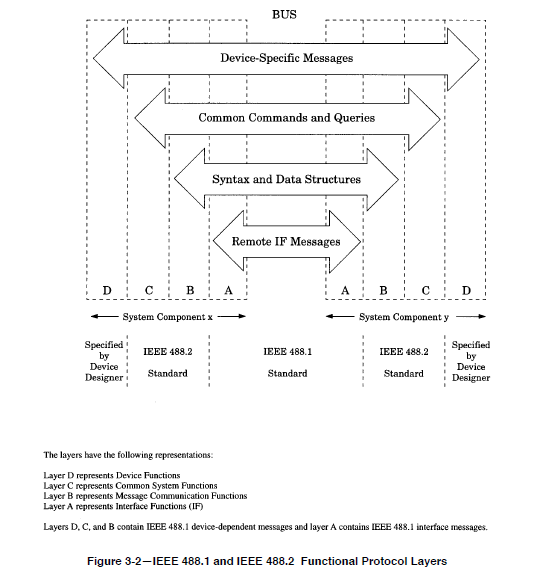 BUS
Device-Specific Messages
Common Commands and Queries
Syntax and Data Structures
Remote IF Messages
D C B A A B C D
System Component x System Component y
Specified by Device Designer
IEEE 488.2 Standard
IEEE 488.1 Standard
IEEE 488.2 Standard
Specified by Device Designer
The layers have the following representations:
Layer D represents Device Functions
Layer C represents Common System Functions
Layer B represents Message Communication Functions
Layer A represents Interface Functions (IF)
Layers D, C, and B contain IEEE 488.1 device-dependent messages and layer A contains IEEE 488.1 interface messages.
Figure 3-2—IEEE 488.1 and IEEE 488.2 Functional Protocol Layers